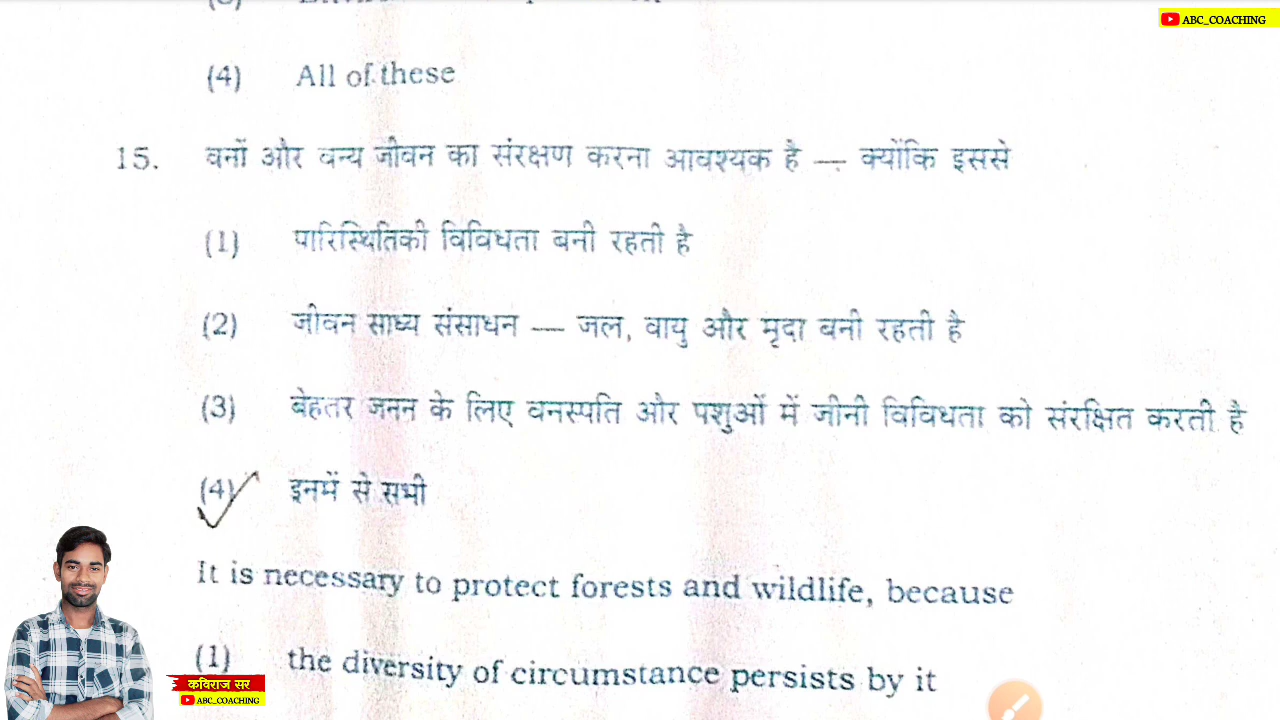 ABC_COACHING
(4) All of these
15. वनों और वन्य जीवन का संरक्षण करना आवश्यक है — क्योंकि इससे
(1) पारिस्थितिकी विविधता बनी रहती है
(2) जीवन साध्य संसाधन — जल, वायु और मृदा बनी रहती है
(3) बेहतर जनन के लिए वनस्पति और पशुओं में जीनी विविधता को संरक्षित करती है
(4) इनमें से सभी
It is necessary to protect forests and wildlife, because
(1) the diversity of circumstance persists by it
कविराज सर
ABC_COACHING